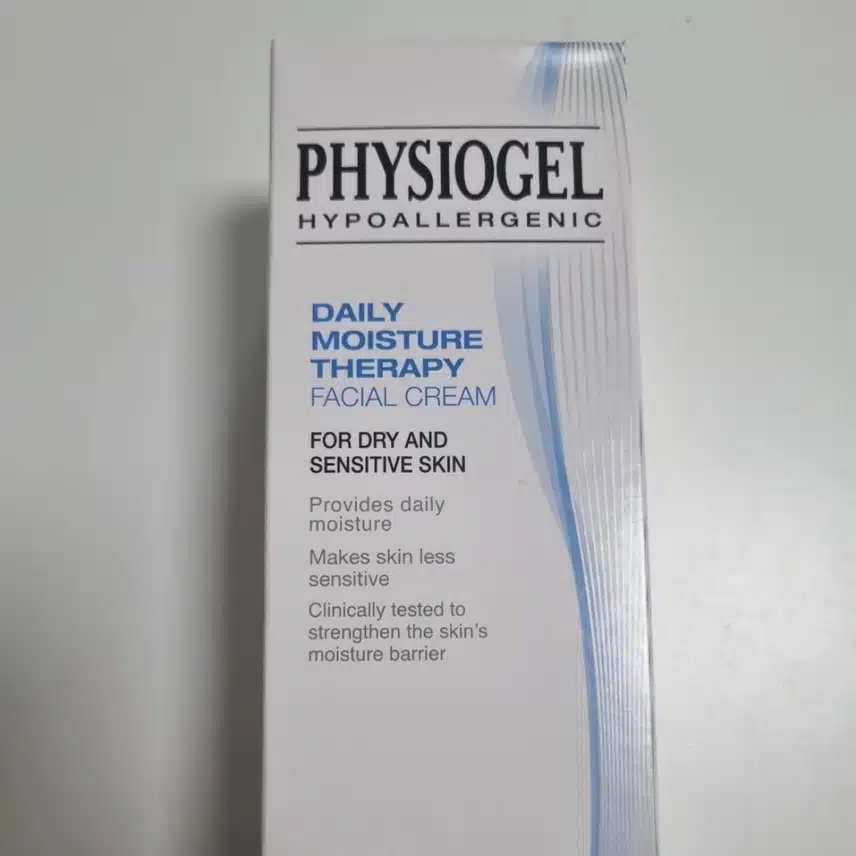 PHYSIOGEL
HYPOALLERGENIC
DAILY
MOISTURE
THERAPY
FACIAL CREAM
FOR DRY AND
SENSITIVE SKIN
Provides daily
moisture
Makes skin less
sensitive
Clinically tested to
strengthen the skin's
moisture barrier